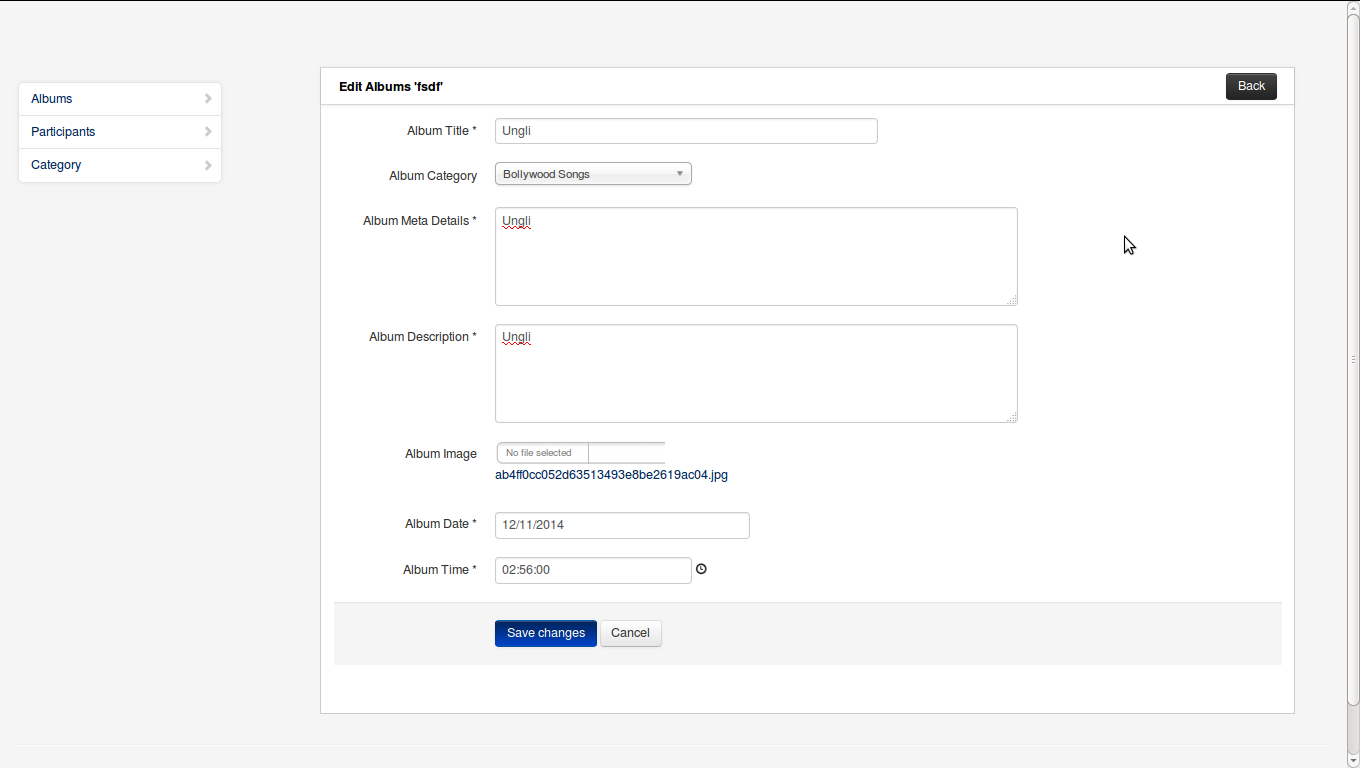 Albums
Participants
Category
Edit Albums 'fsdf'
Back
Album Title * Ungli
Album Category Bollywood Songs
Album Meta Details * Ungli
Album Description * Ungli
Album Image No file selected
ab4ff0cc052d63513493e8be2619ac04.jpg
Album Date * 12/11/2014
Album Time * 02:56:00
Save changes Cancel